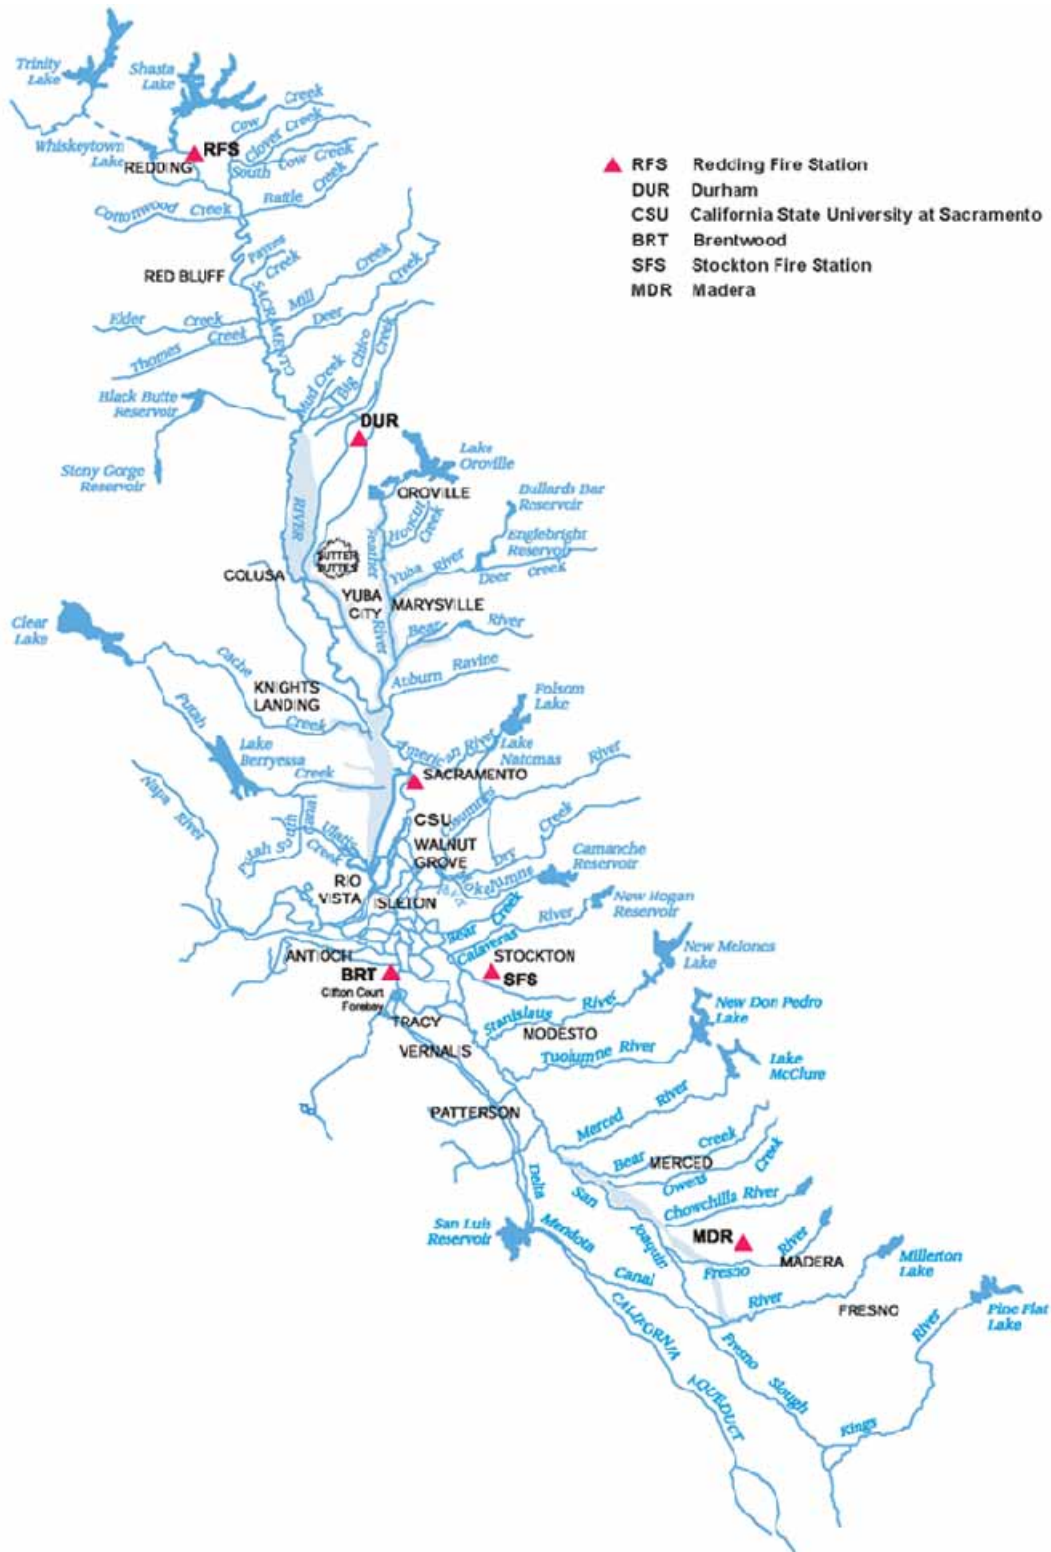 Trinity
Lake
Shasta
Lake
Cow Creek
Clover Creek
Whiskeytown
Lake
REDDING
RFS
South Cow Creek
Battle Creek
Cottonwood Creek
RFS Redding Fire Station
DUR Durham
CSU California State University at Sacramento
BRT Brentwood
SFS Stockton Fire Station
MDR Madera
Paynes
Creek
RED BLUFF
SACRAMENTO
Mill Creek
Elder Creek
Deer Creek
Thomes Creek
Mud Creek
Big Chico Creek
Black Butte
Reservoir
DUR
Stony Gorge
Reservoir
Lake
Oroville
OROVILLE
RIVER
Honcut
Creek
Bullards Bar
Reservoir
Englebright
Reservoir
Feather
SUTTER
BUTTES
Yuba River
Deer Creek
COLUSA
YUBA
CITY
MARYSVILLE
River
Bear River
Clear
Lake
Cache
Auburn Ravine
KNIGHTS
LANDING
Creek
Putah
Folsom
Lake
American River
Lake
Natomas
Lake
Berryessa
Creek
SACRAMENTO
River
Napa
River
CSU
Cosumnes
Putah South
Canal
Ulatis
Creek
WALNUT
GROVE
Dry
Creek
Camanche
Reservoir
RIO
VISTA
Mokelumne
ISLETON
New Hogan
Reservoir
Bear Creek
Calaveras
River
ANTIOCH
STOCKTON
New Melones
Lake
BRT
SFS
Clifton Court
Forebay
Stanislaus River
New Don Pedro
Lake
TRACY
MODESTO
VERNALIS
Tuolumne River
Lake
McClure
PATTERSON
Merced River
Bear Creek
MERCED
Owens Creek
Delta
San
Chowchilla River
San Luis
Reservoir
Mendota
Joaquin
MDR
River
MADERA
Millerton
Lake
Canal
Fresno
River
FRESNO
Pine Flat
Lake
CALIFORNIA
Fresno
River
AQUEDUCT
Slough
Kings